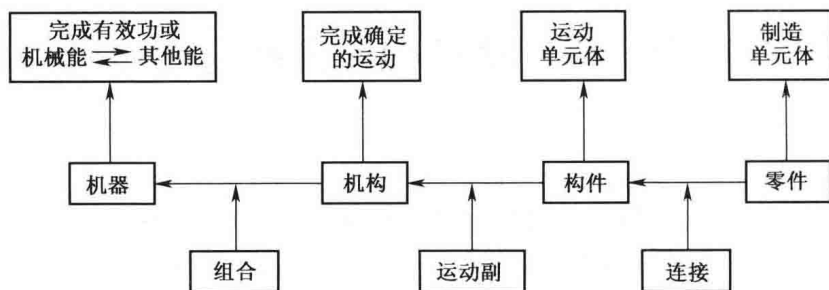 完成有效功或
机械能 其他能
完成确定
的运动
运动
单元体
制造
单元体
机器
机构
构件
零件
组合
运动副
连接